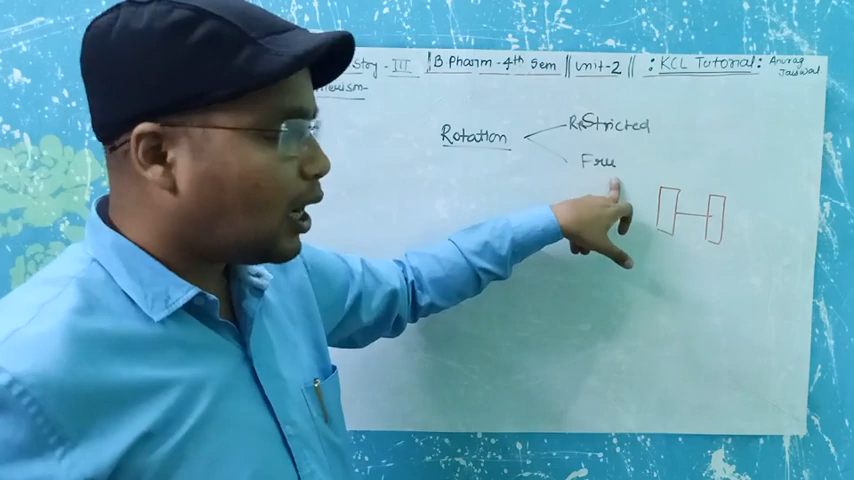 stry - III || B. Pharm - 4th Sem || Unit-2 || : KCL Tutorial : Anurag Jaiswal
merism-
Rotation
Restricted
Free